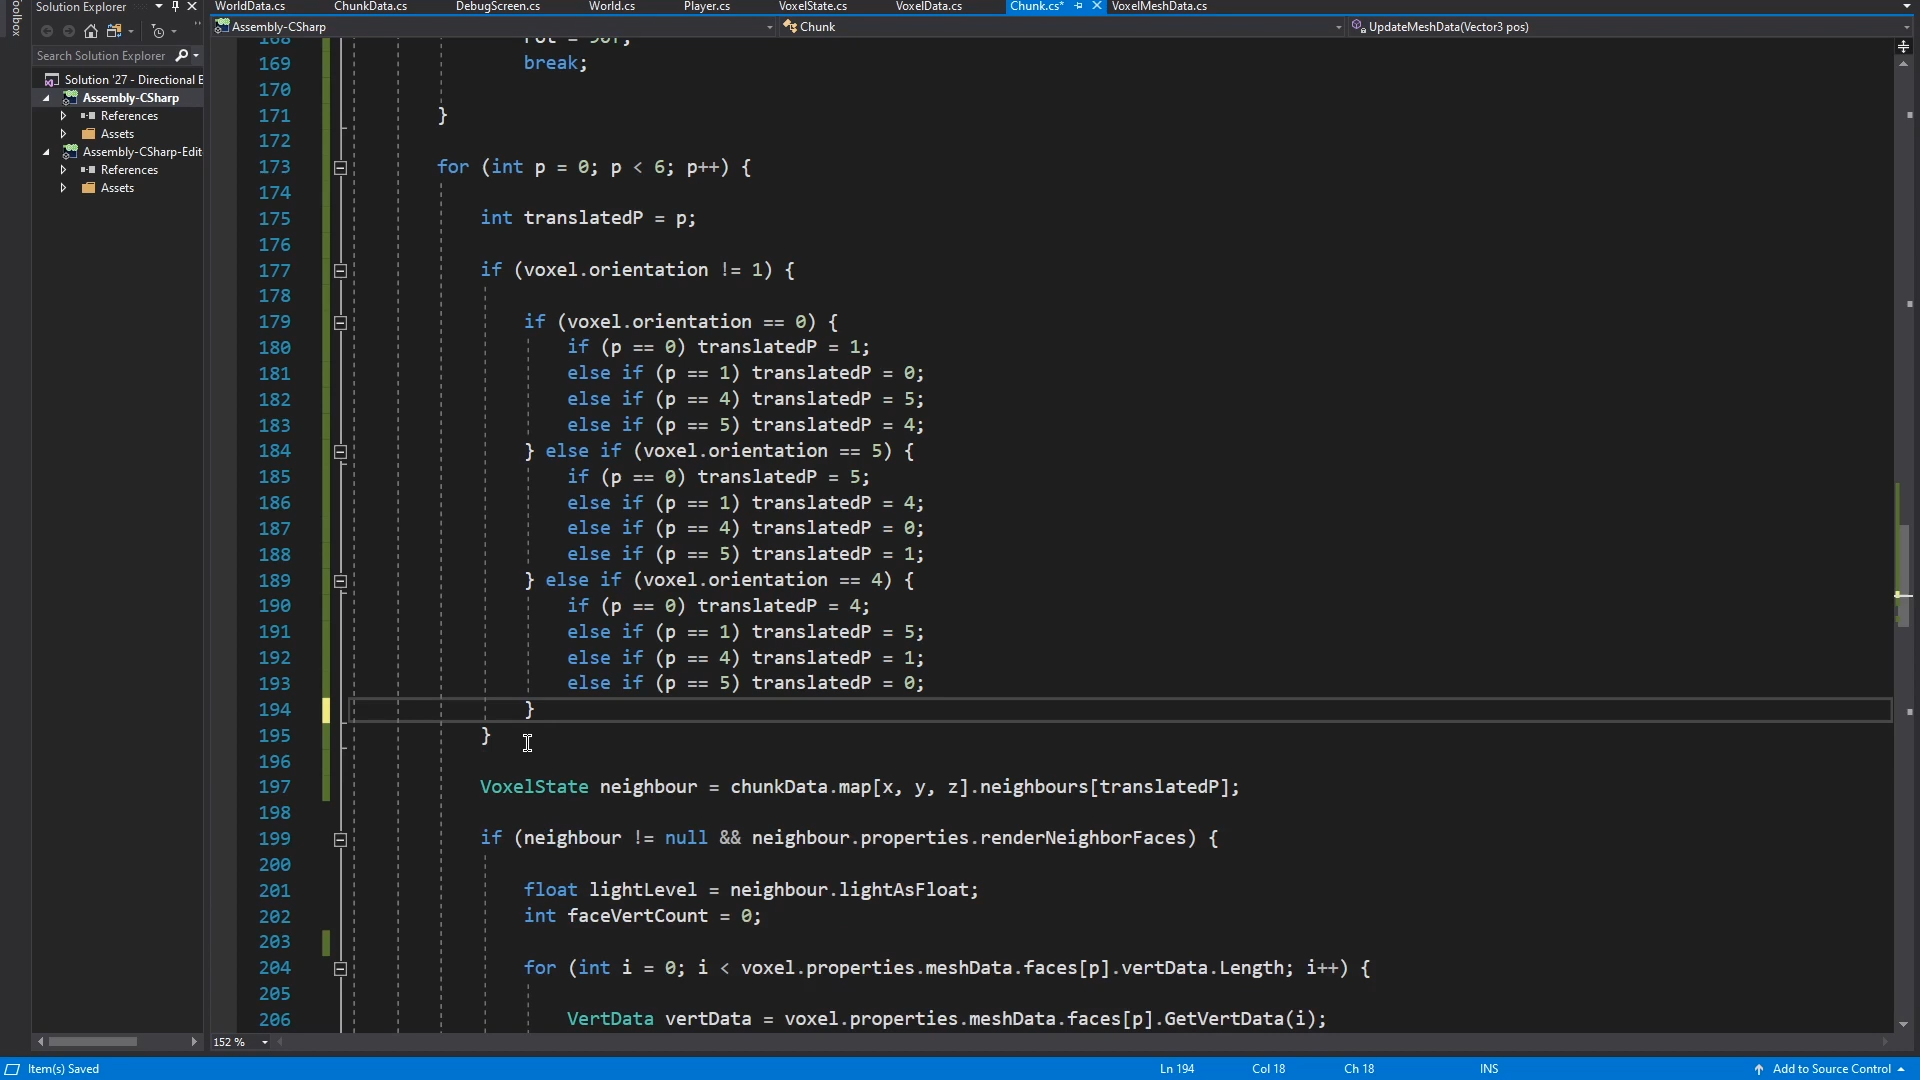 Toolbox
Solution Explorer
Search Solution Explorer
Solution '27 - Directional
Assembly-CSharp
References
Assets
Assembly-CSharp-Edit
References
Assets
WorldData.cs ChunkData.cs DebugScreen.cs World.cs Player.cs VoxelState.cs VoxelData.cs Chunk.cs* VoxelMeshData.cs
Assembly-CSharp Chunk UpdateMeshData(Vector3 pos)
168 rot = 90f;
169 break;
170
171 }
172
173 for (int p = 0; p < 6; p++) {
174
175 int translatedP = p;
176
177 if (voxel.orientation != 1) {
178
179 if (voxel.orientation == 0) {
180 if (p == 0) translatedP = 1;
181 else if (p == 1) translatedP = 0;
182 else if (p == 4) translatedP = 5;
183 else if (p == 5) translatedP = 4;
184 } else if (voxel.orientation == 5) {
185 if (p == 0) translatedP = 5;
186 else if (p == 1) translatedP = 4;
187 else if (p == 4) translatedP = 0;
188 else if (p == 5) translatedP = 1;
189 } else if (voxel.orientation == 4) {
190 if (p == 0) translatedP = 4;
191 else if (p == 1) translatedP = 5;
192 else if (p == 4) translatedP = 1;
193 else if (p == 5) translatedP = 0;
194 }
195 }
196
197 VoxelState neighbour = chunkData.map[x, y, z].neighbours[translatedP];
198
199 if (neighbour != null && neighbour.properties.renderNeighborFaces) {
200
201 float lightLevel = neighbour.lightAsFloat;
202 int faceVertCount = 0;
203
204 for (int i = 0; i < voxel.properties.meshData.faces[p].vertData.Length; i++) {
205
206 VertData vertData = voxel.properties.meshData.faces[p].GetVertData(i);
152 %
Item(s) Saved Ln 194 Col 18 Ch 18 INS Add to Source Control